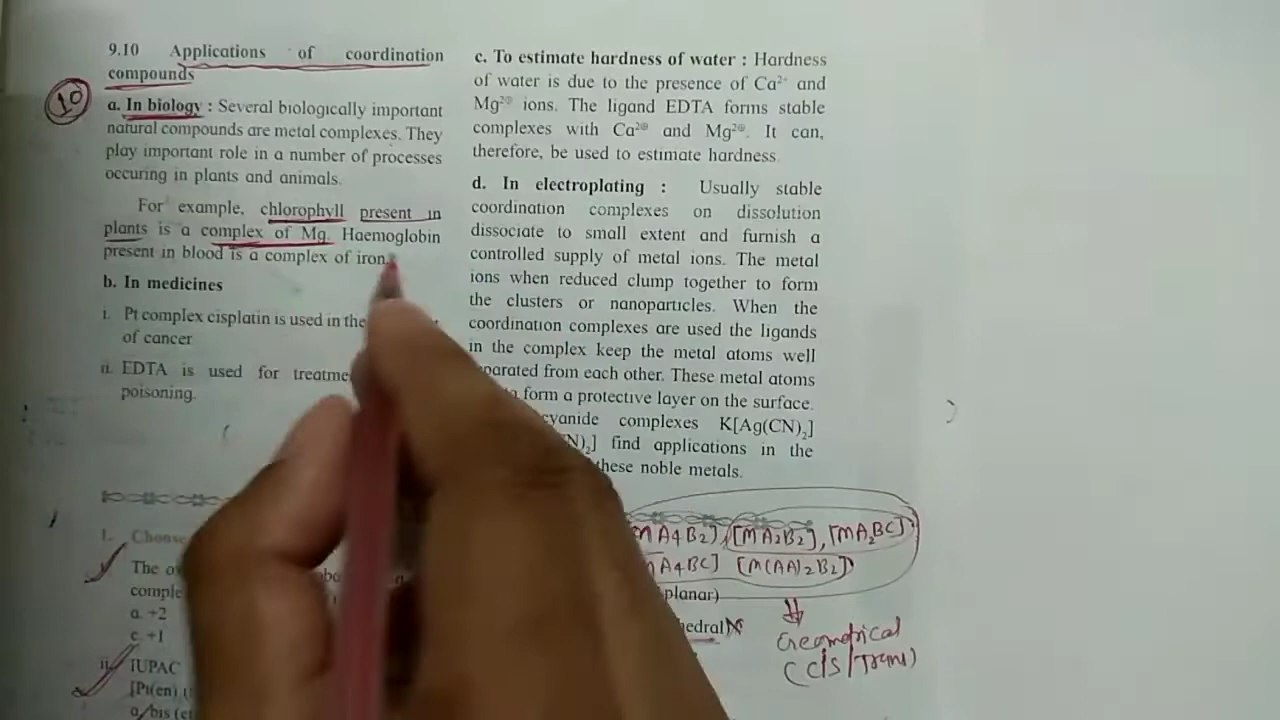 9.10 Applications of coordination
compounds
10
a. In biology : Several biologically important
natural compounds are metal complexes. They
play important role in a number of processes
occuring in plants and animals.
For example, chlorophyll present in
plants is a complex of Mg. Haemoglobin
present in blood is a complex of iron.
b. In medicines
i. Pt complex cisplatin is used in the
of cancer
ii. EDTA is used for
poisoning.
1. Choose
The
a. +2
c. +1
ii. IUPAC
[Pt(en)
c. To estimate hardness of water : Hardness
of water is due to the presence of Ca2+ and
Mg2⊕ ions. The ligand EDTA forms stable
complexes with Ca2⊕ and Mg2⊕. It can,
therefore, be used to estimate hardness.
d. In electroplating : Usually stable
coordination complexes on dissolution
dissociate to small extent and furnish a
controlled supply of metal ions. The metal
ions when reduced clump together to form
the clusters or nanoparticles. When the
coordination complexes are used the ligands
in the complex keep the metal atoms well
from each other. These metal atoms
form a protective layer on the surface.
cyanide complexes K[Ag(CN)2]
find applications in the
these noble metals.
[MA4B2], [MA2B2], [MA2BC]
[MA4BC] [M(AA)2B2]
planar)
Geometrical
(cis/Trans)